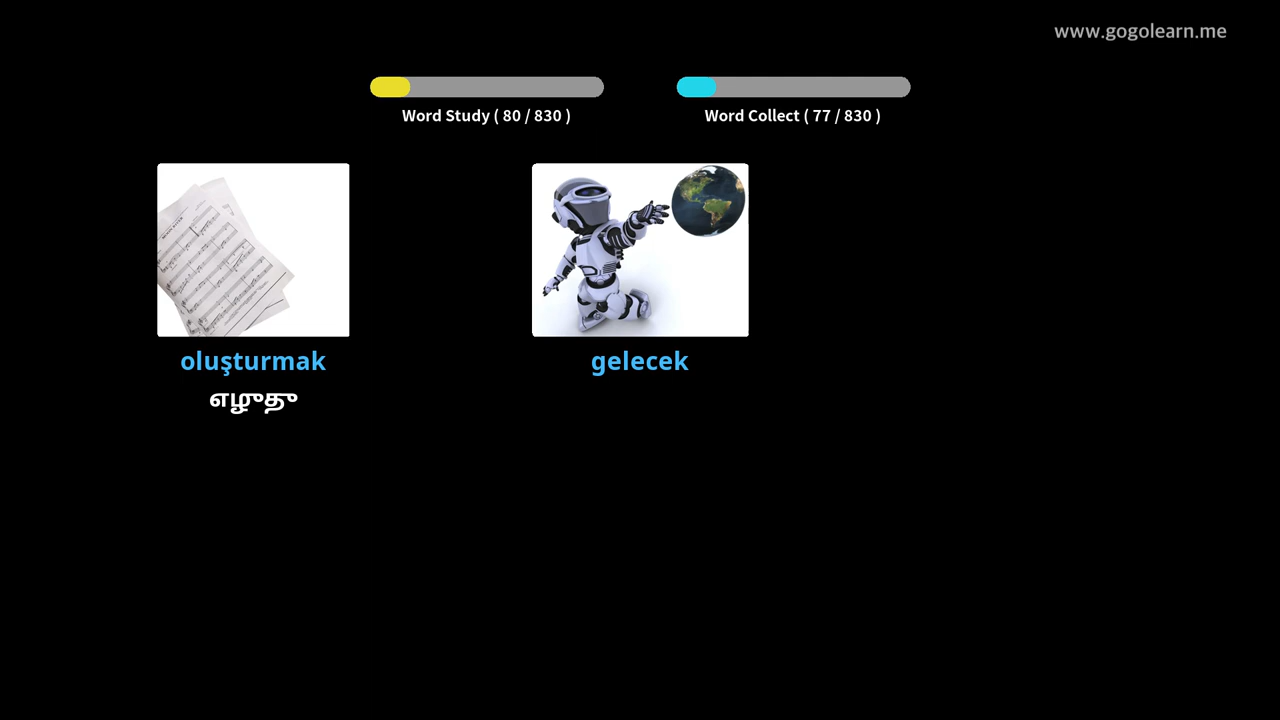 www.gogolearn.me
Word Study ( 80 / 830 )
Word Collect ( 77 / 830 )
oluşturmak
gelecek
எழுது